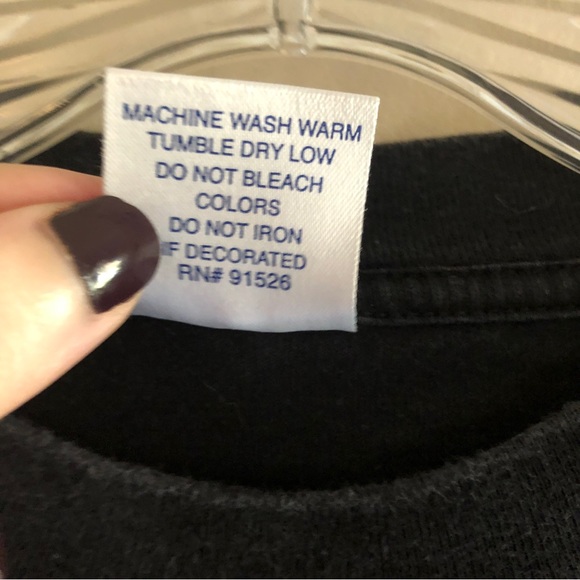 MACHINE WASH WARM
TUMBLE DRY LOW
DO NOT BLEACH
COLORS
DO NOT IRON
IF DECORATED
RN# 91526